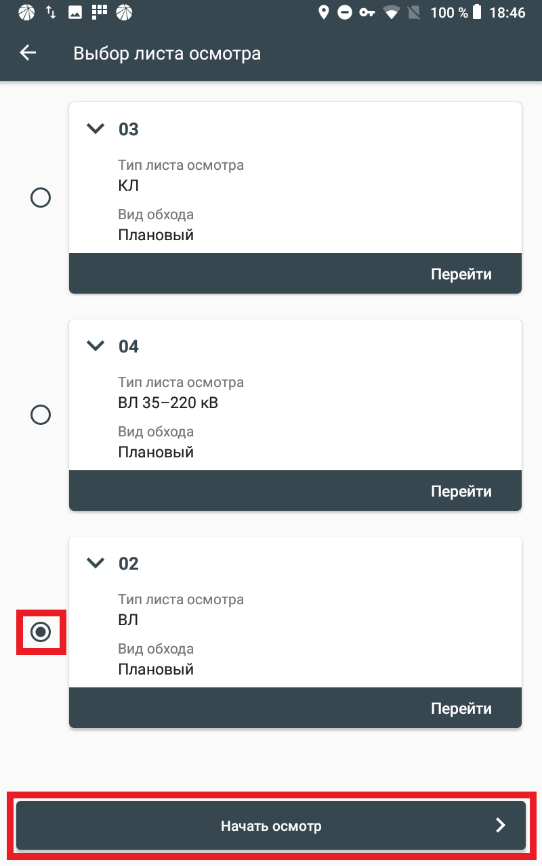 100 % 18:46
Выбор листа осмотра
03
Тип листа осмотра
КЛ
Вид обхода
Плановый
Перейти
04
Тип листа осмотра
ВЛ 35–220 кВ
Вид обхода
Плановый
Перейти
02
Тип листа осмотра
ВЛ
Вид обхода
Плановый
Перейти
Начать осмотр